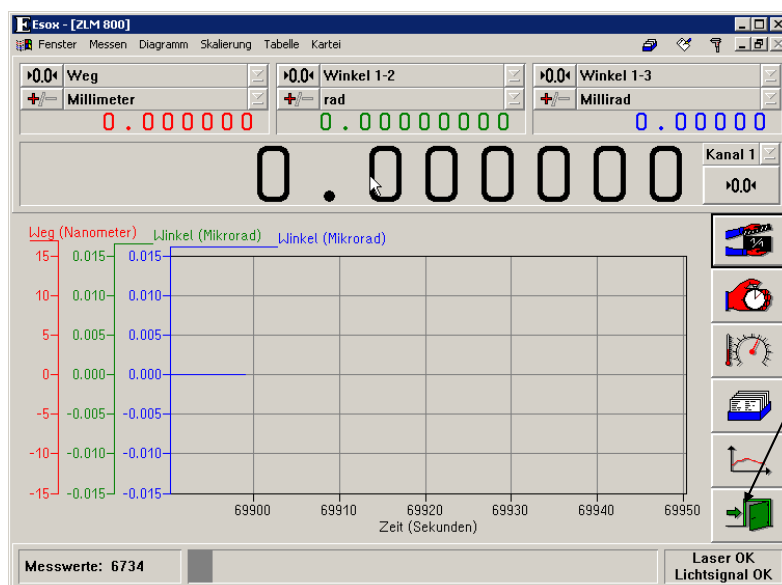 Esox - [ZLM 800]
Fenster Messen Diagramm Skalierung Tabelle Kartei
0.0 Weg
0.0 Winkel 1-2
0.0 Winkel 1-3
+/- Millimeter
+/- rad
+/- Millirad
0.000000
0.00000000
0.00000
0.000000
Kanal 1
0.0
Weg (Nanometer) Winkel (Mikrorad) Winkel (Mikrorad)
15 0.015 0.015
10 0.010 0.010
5 0.005 0.005
0 0.000 0.000
-5 -0.005 -0.005
-10 -0.010 -0.010
-15 -0.015 -0.015
69900 69910 69920 69930 69940 69950
Zeit (Sekunden)
Messwerte: 6734
Laser OK
Lichtsignal OK